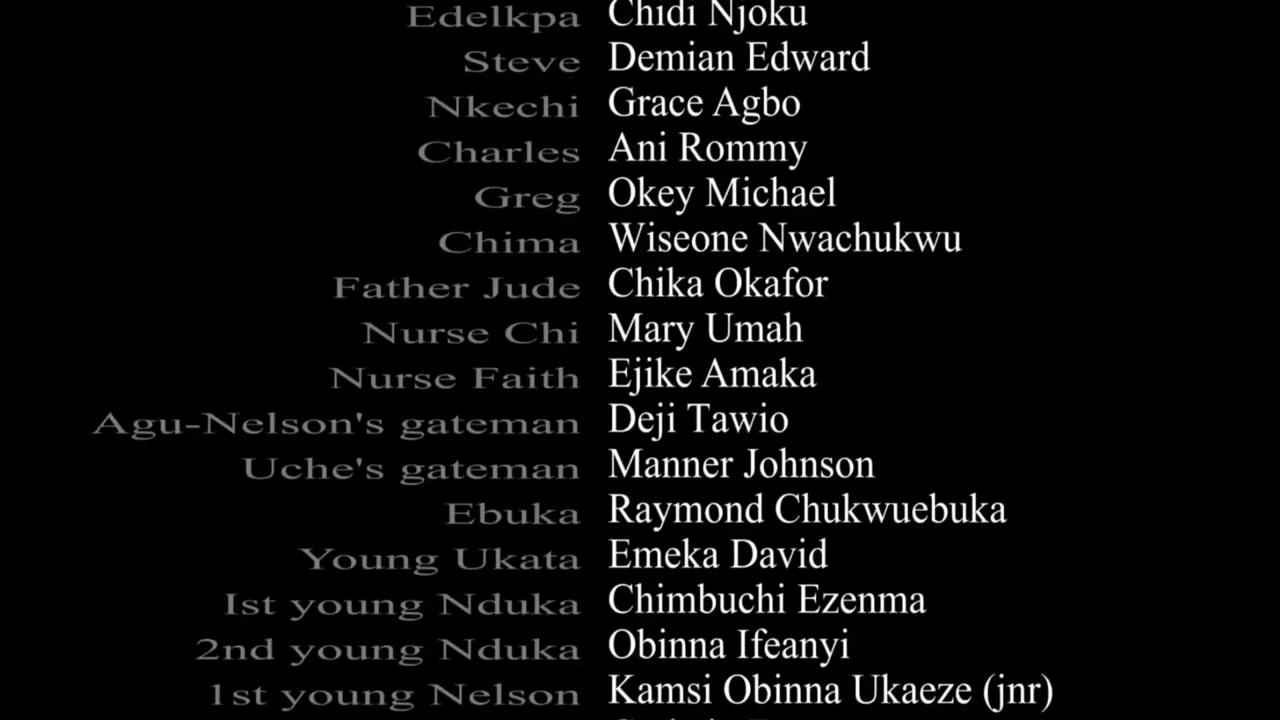 Edelkpa Chidi Njoku
Steve Demian Edward
Nkechi Grace Agbo
Charles Ani Rommy
Greg Okey Michael
Chima Wiseone Nwachukwu
Father Jude Chika Okafor
Nurse Chi Mary Umah
Nurse Faith Ejike Amaka
Agu-Nelson's gateman Deji Tawio
Uche's gateman Manner Johnson
Ebuka Raymond Chukwuebuka
Young Ukata Emeka David
Ist young Nduka Chimbuchi Ezenma
2nd young Nduka Obinna Ifeanyi
1st young Nelson Kamsi Obinna Ukaeze (jnr)